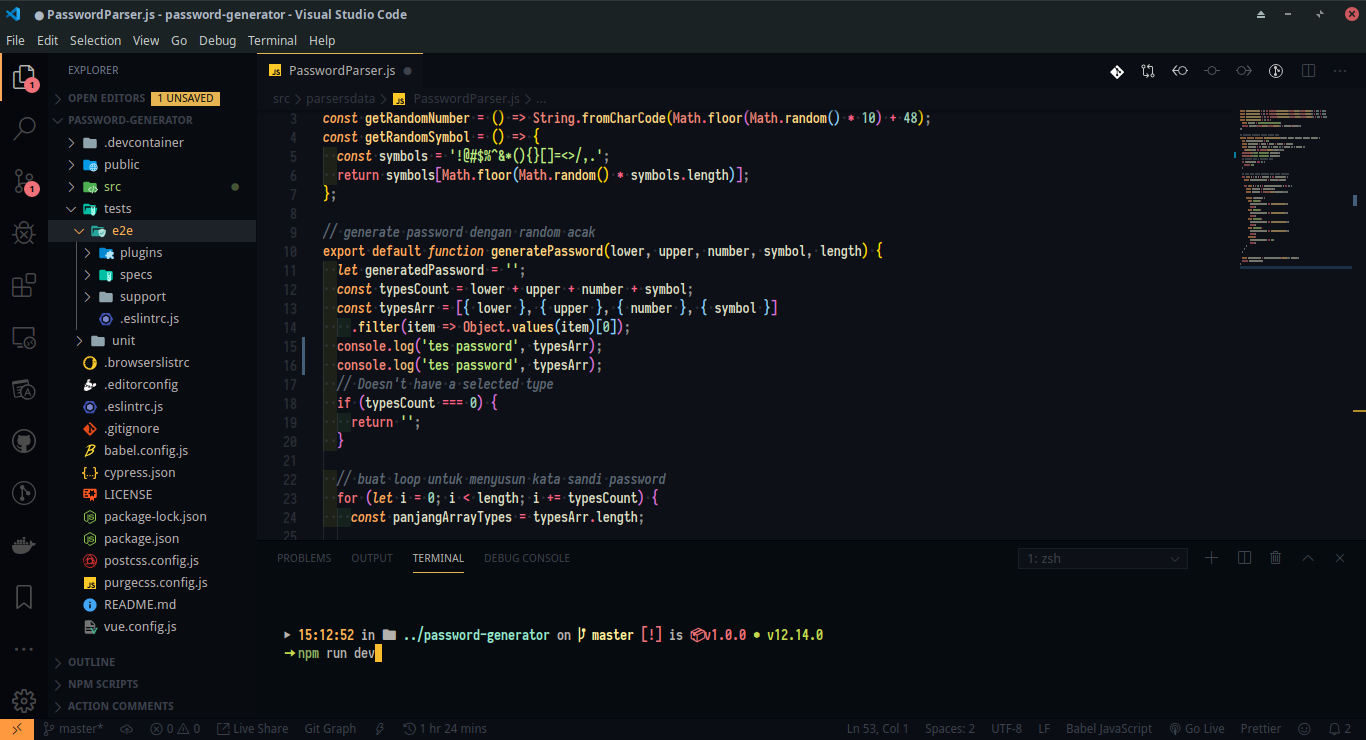 PasswordParser.js - password-generator - Visual Studio Code
File Edit Selection View Go Debug Terminal Help
EXPLORER
OPEN EDITORS 1 UNSAVED
PASSWORD-GENERATOR
.devcontainer
public
src
tests
e2e
plugins
specs
support
.eslintrc.js
unit
.browserslistrc
.editorconfig
.eslintrc.js
.gitignore
babel.config.js
cypress.json
LICENSE
package-lock.json
package.json
postcss.config.js
purgecss.config.js
README.md
vue.config.js
OUTLINE
NPM SCRIPTS
ACTION COMMENTS
1
1
JS PasswordParser.js
src > parsersdata > JS PasswordParser.js > ...
3 const getRandomNumber = () => String.fromCharCode(Math.floor(Math.random() * 10) + 48);
4 const getRandomSymbol = () => {
5 const symbols = '!@#$%^&*(){}[]=<>/,.';
6 return symbols[Math.floor(Math.random() * symbols.length)];
7 };
8
9 // generate password dengan random acak
10 export default function generatePassword(lower, upper, number, symbol, length) {
11 let generatedPassword = '';
12 const typesCount = lower + upper + number + symbol;
13 const typesArr = [{ lower }, { upper }, { number }, { symbol }]
14 .filter(item => Object.values(item)[0]);
15 console.log('tes password', typesArr);
16 console.log('tes password', typesArr);
17 // Doesn't have a selected type
18 if (typesCount === 0) {
19 return '';
20 }
21
22 // buat loop untuk menyusun kata sandi password
23 for (let i = 0; i < length; i += typesCount) {
24 const panjangArrayTypes = typesArr.length;
25
PROBLEMS OUTPUT TERMINAL DEBUG CONSOLE 1: zsh
15:12:52 in ../password-generator on master [!] is v1.0.0 • v12.14.0
➜ npm run dev
master* 0 0 Live Share Git Graph 1 hr 24 mins Ln 53, Col 1 Spaces: 2 UTF-8 LF Babel JavaScript Go Live Prettier 2